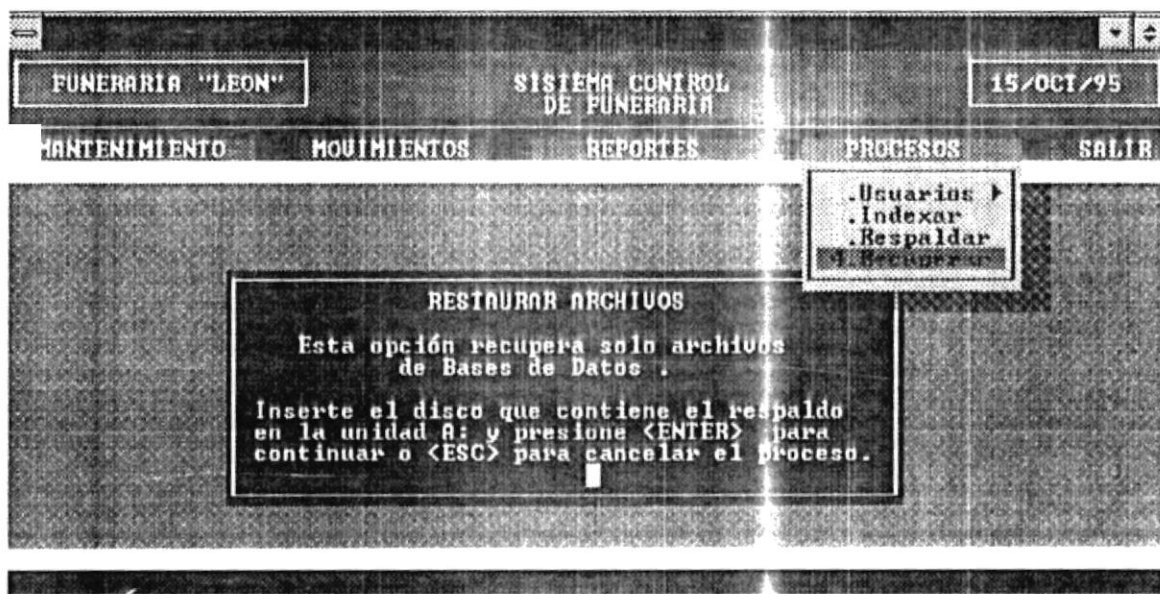 FUNERARIA "LEON"
SISTEMA CONTROL
DE FUNERARIA
15/OCT/95
MANTENIMIENTO MOVIMIENTOS REPORTES PROCESOS SALIR
.Usuarios
.Indexar
.Respaldar
4.Recuperar
RESTAURAR ARCHIVOS
Esta opción recupera solo archivos
de Bases de Datos .
Inserte el disco que contiene el respaldo
en la unidad A: y presione <ENTER> para
continuar o <ESC> para cancelar el proceso.